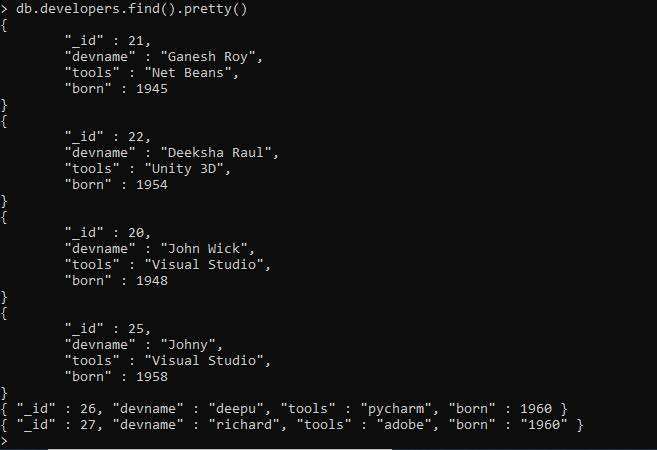 > db.developers.find().pretty()
{
        "_id" : 21,
        "devname" : "Ganesh Roy",
        "tools" : "Net Beans",
        "born" : 1945
}
{
        "_id" : 22,
        "devname" : "Deeksha Raul",
        "tools" : "Unity 3D",
        "born" : 1954
}
{
        "_id" : 20,
        "devname" : "John Wick",
        "tools" : "Visual Studio",
        "born" : 1948
}
{
        "_id" : 25,
        "devname" : "Johny",
        "tools" : "Visual Studio",
        "born" : 1958
}
{ "_id" : 26, "devname" : "deepu", "tools" : "pycharm", "born" : 1960 }
{ "_id" : 27, "devname" : "richard", "tools" : "adobe", "born" : "1960" }
>